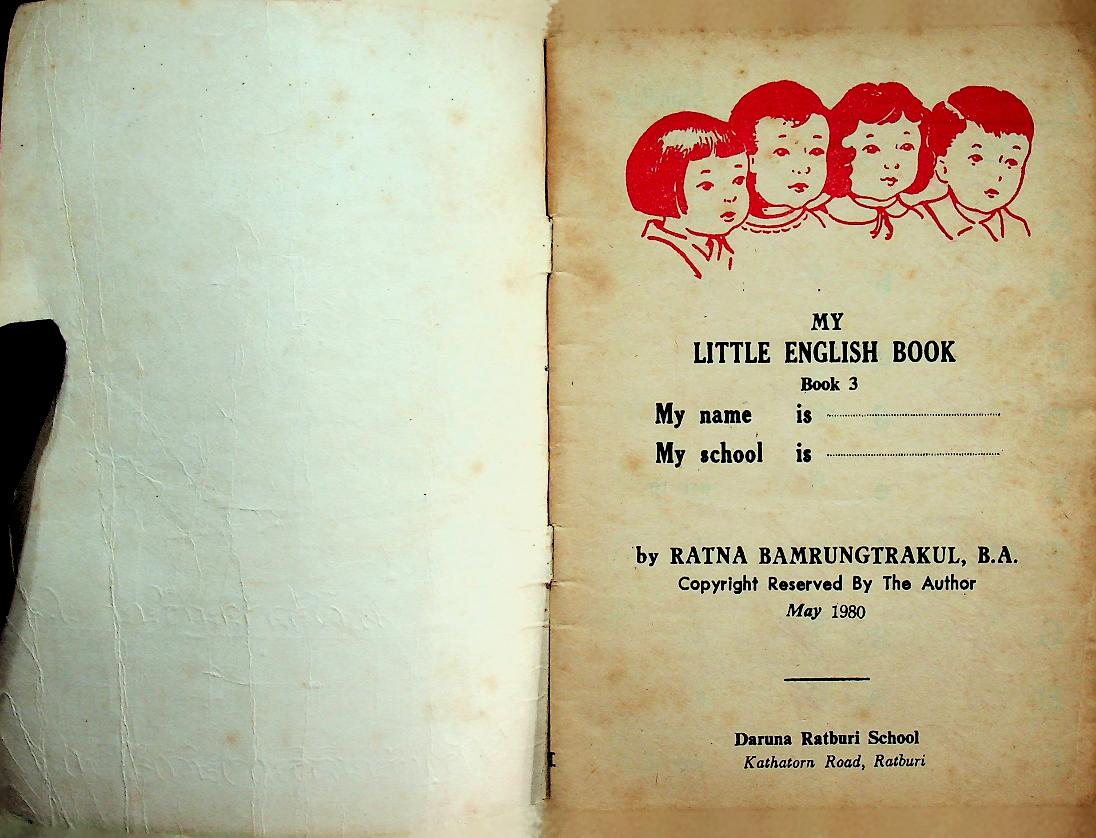 MY
LITTLE ENGLISH BOOK
Book 3
My name is
My school is
by RATNA BAMRUNGTRAKUL, B.A.
Copyright Reserved By The Author
May 1980
Daruna Ratburi School
Kathatorn Road, Ratburi